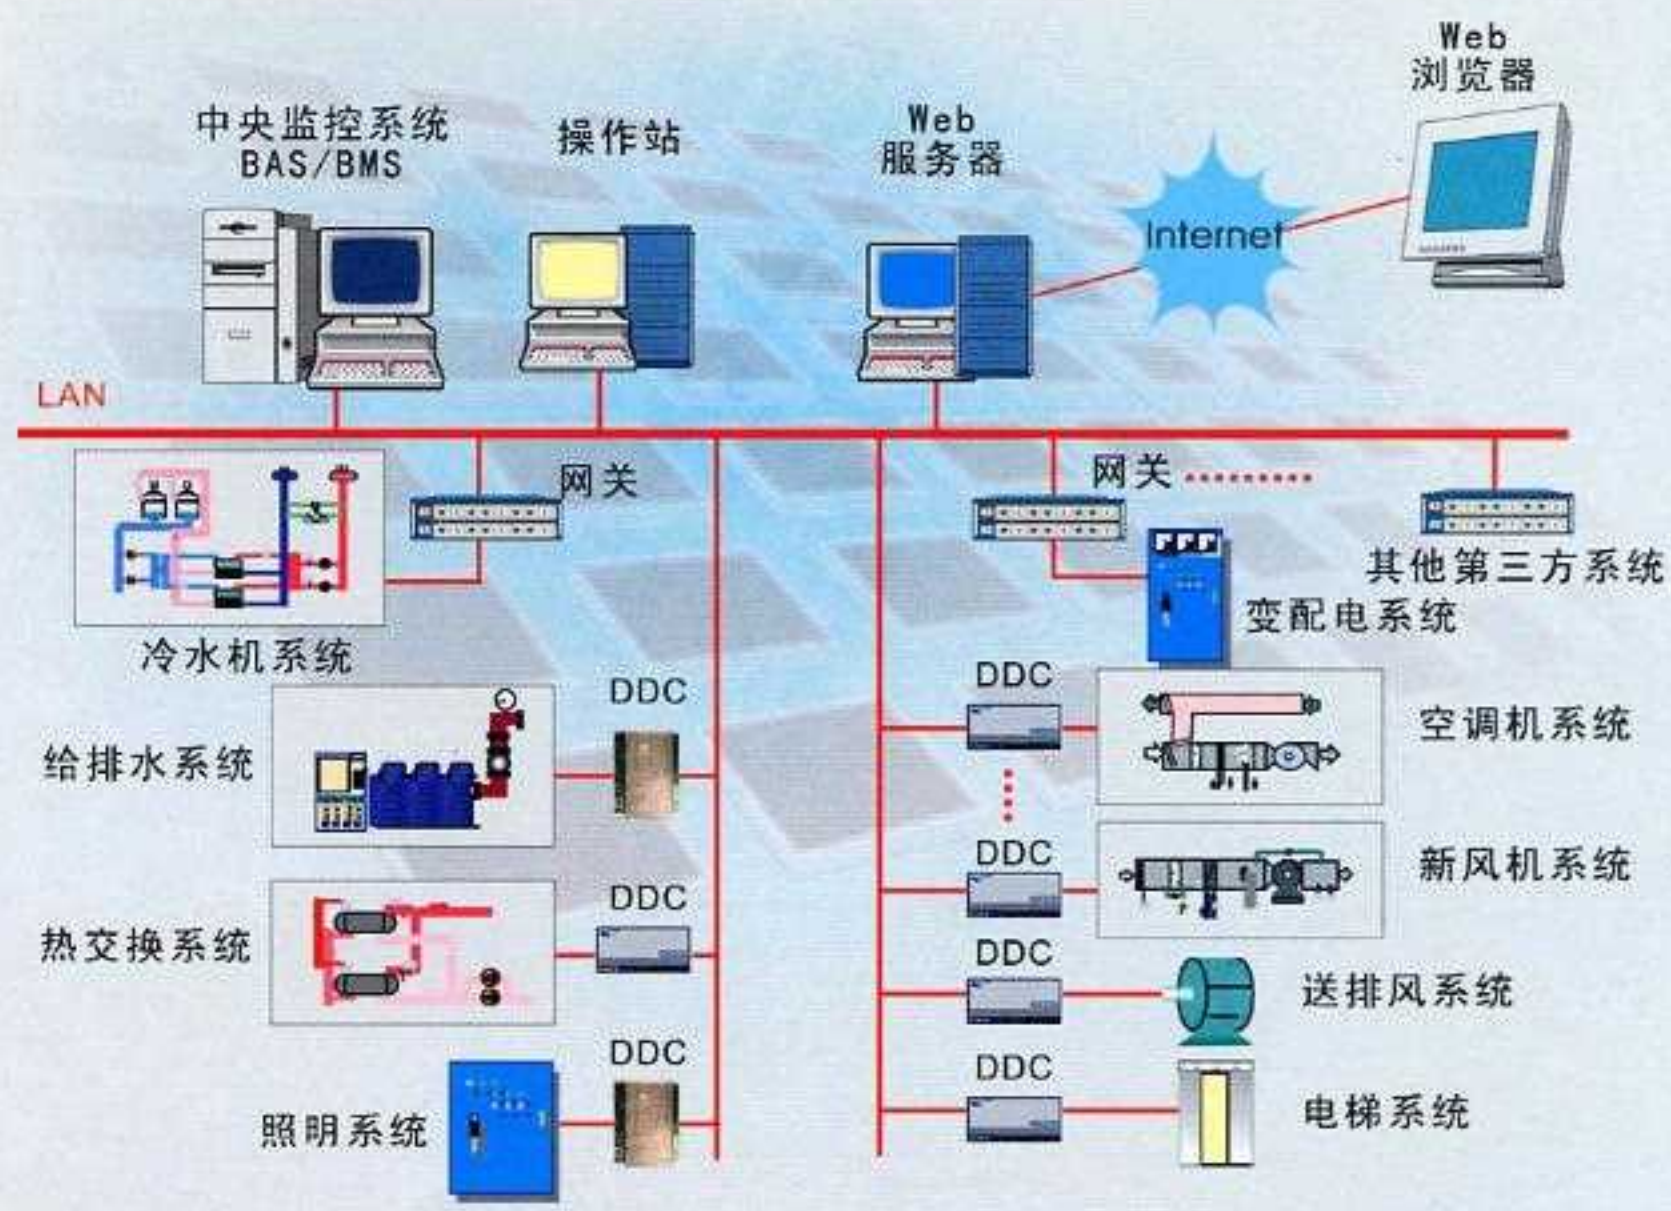 Web
浏览器
中央监控系统
BAS/BMS
操作站
Web
服务器
Internet
LAN
网关
网关
其他第三方系统
变配电系统
冷水机系统
DDC
DDC
给排水系统
空调机系统
DDC
新风机系统
DDC
热交换系统
DDC
送排风系统
DDC
DDC
照明系统
电梯系统